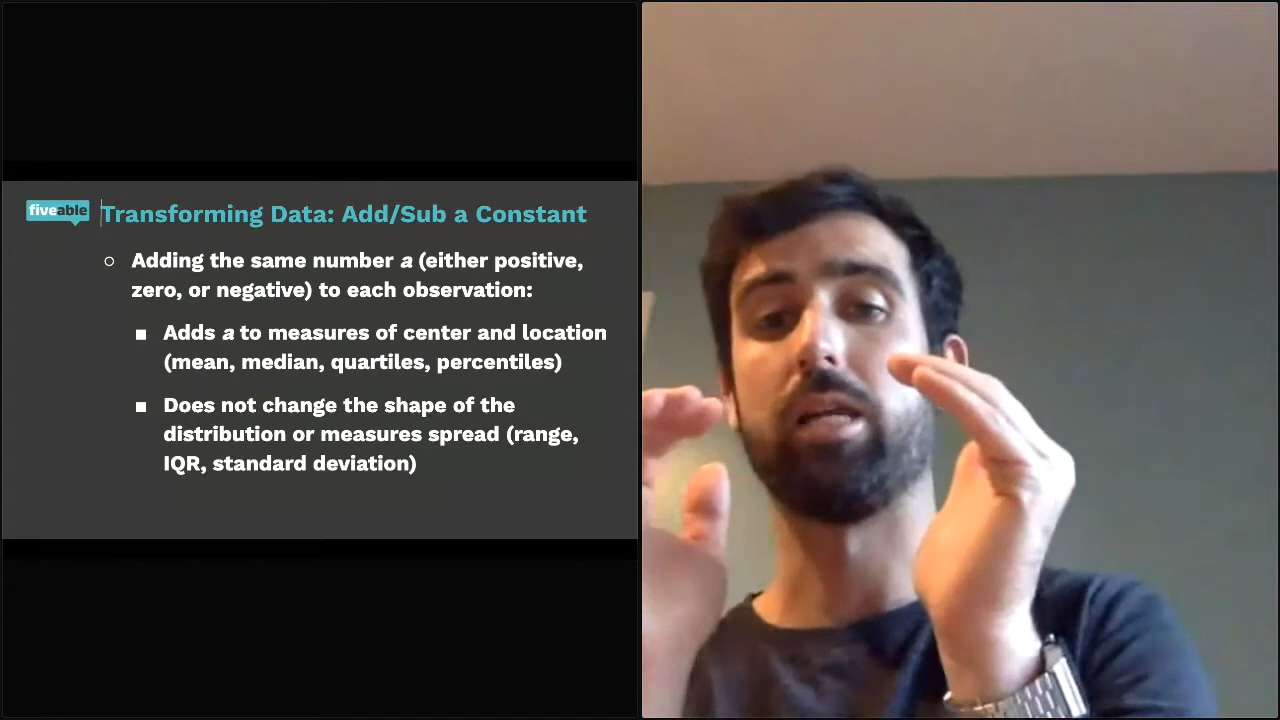 fiveable
Transforming Data: Add/Sub a Constant
○ Adding the same number a (either positive,
zero, or negative) to each observation:
■ Adds a to measures of center and location
(mean, median, quartiles, percentiles)
■ Does not change the shape of the
distribution or measures spread (range,
IQR, standard deviation)